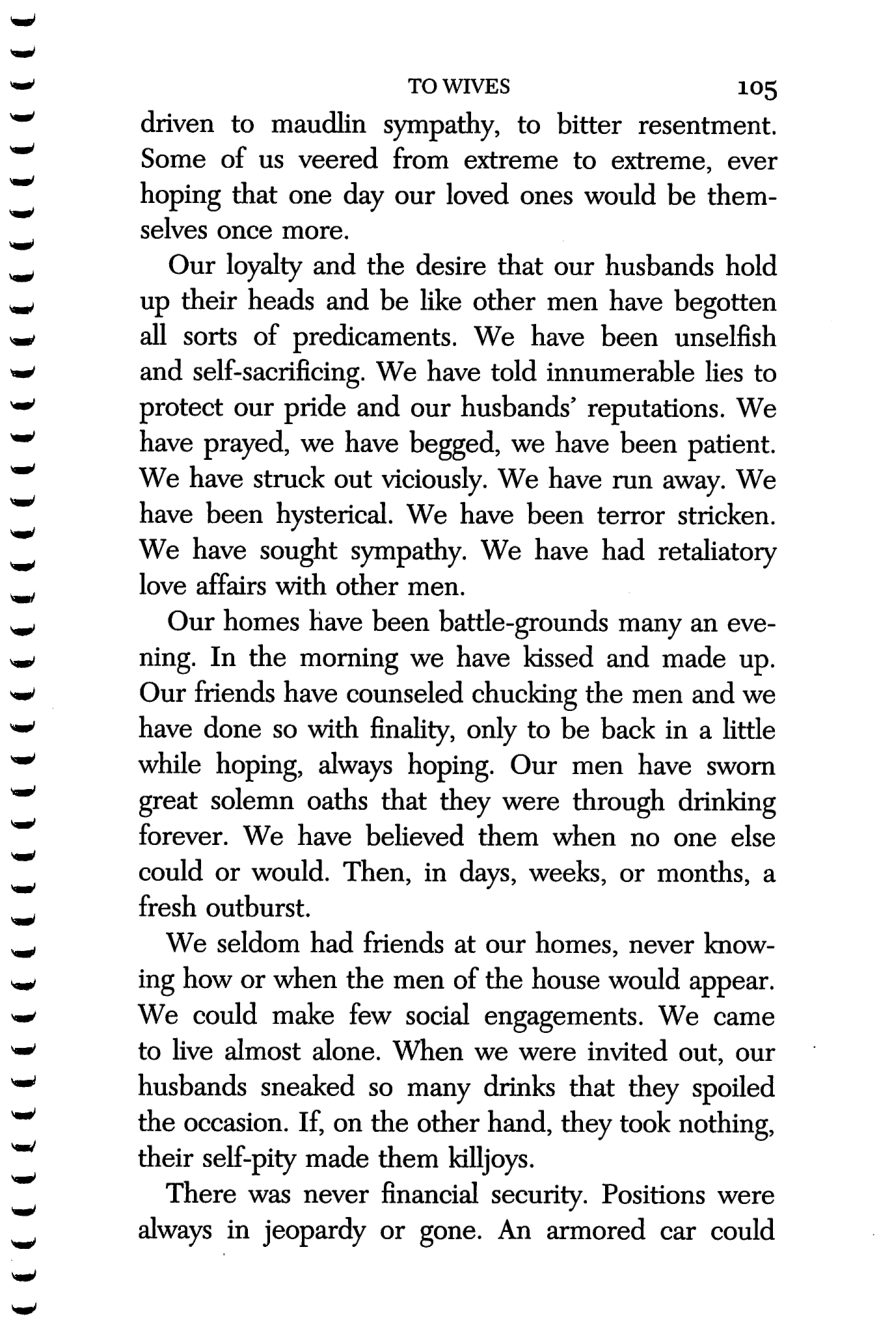 TO WIVES 105
driven to maudlin sympathy, to bitter resentment.
Some of us veered from extreme to extreme, ever
hoping that one day our loved ones would be them-
selves once more.
Our loyalty and the desire that our husbands hold
up their heads and be like other men have begotten
all sorts of predicaments. We have been unselfish
and self-sacrificing. We have told innumerable lies to
protect our pride and our husbands’ reputations. We
have prayed, we have begged, we have been patient.
We have struck out viciously. We have run away. We
have been hysterical. We have been terror stricken.
We have sought sympathy. We have had retaliatory
love affairs with other men.
Our homes have been battle-grounds many an eve-
ning. In the morning we have kissed and made up.
Our friends have counseled chucking the men and we
have done so with finality, only to be back in a little
while hoping, always hoping. Our men have sworn
great solemn oaths that they were through drinking
forever. We have believed them when no one else
could or would. Then, in days, weeks, or months, a
fresh outburst.
We seldom had friends at our homes, never know-
ing how or when the men of the house would appear.
We could make few social engagements. We came
to live almost alone. When we were invited out, our
husbands sneaked so many drinks that they spoiled
the occasion. If, on the other hand, they took nothing,
their self-pity made them killjoys.
There was never financial security. Positions were
always in jeopardy or gone. An armored car could